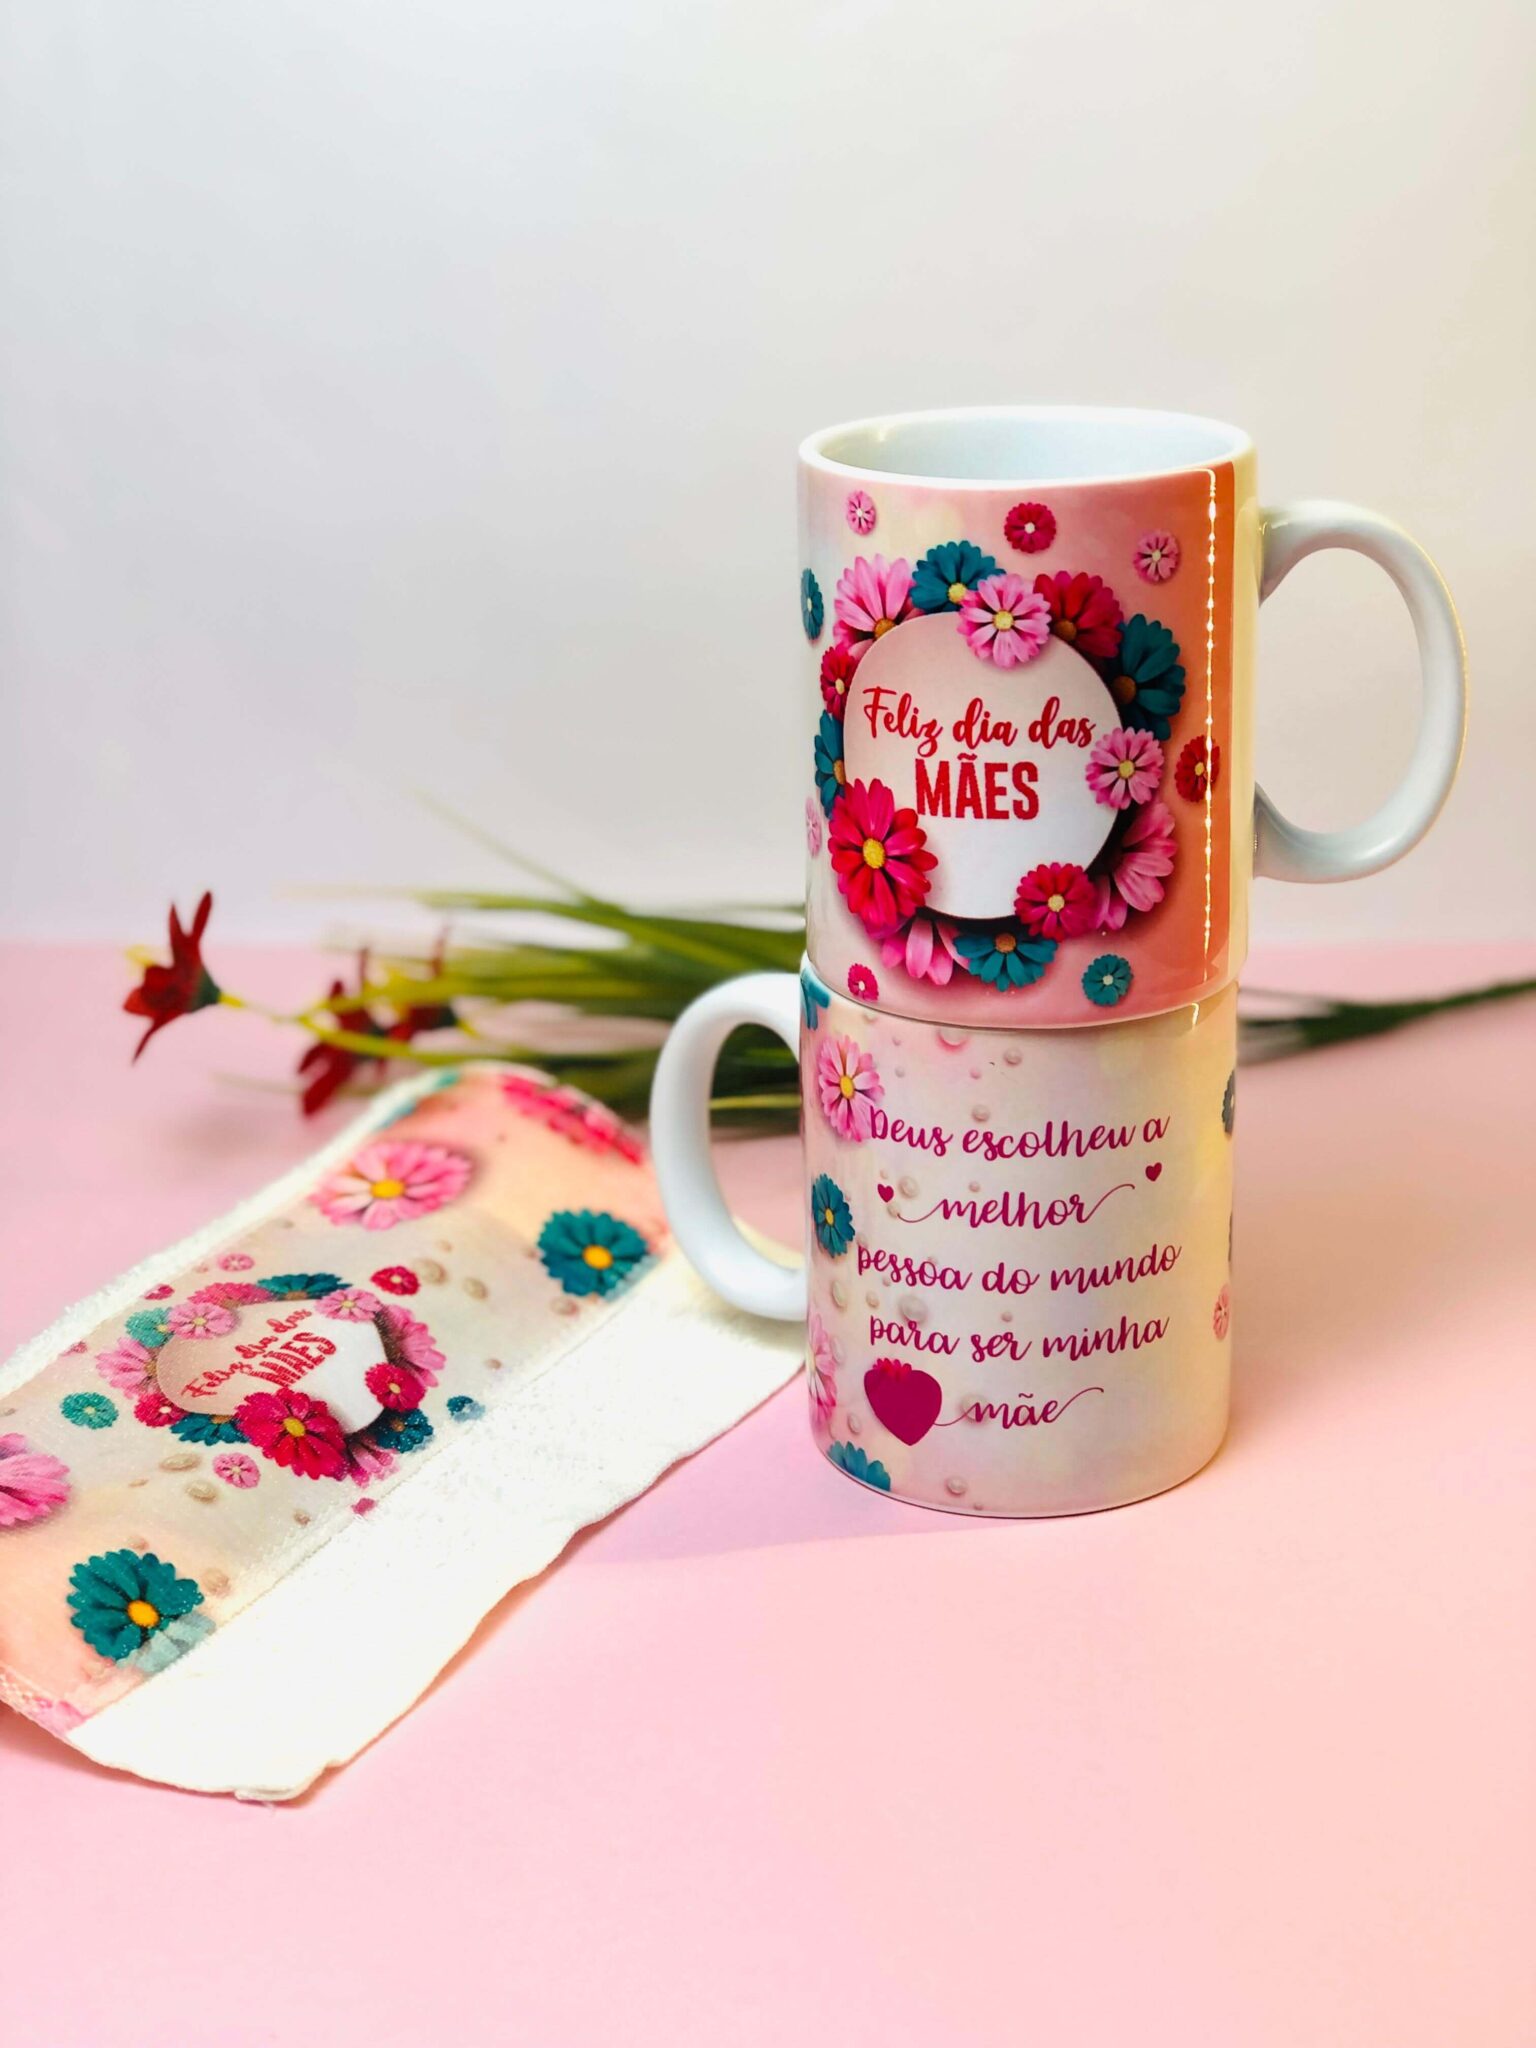 Feliz dia das
MÃES
Deus escolheu a
melhor
pessoa do mundo
para ser minha
mãe
Feliz dia das
MÃES